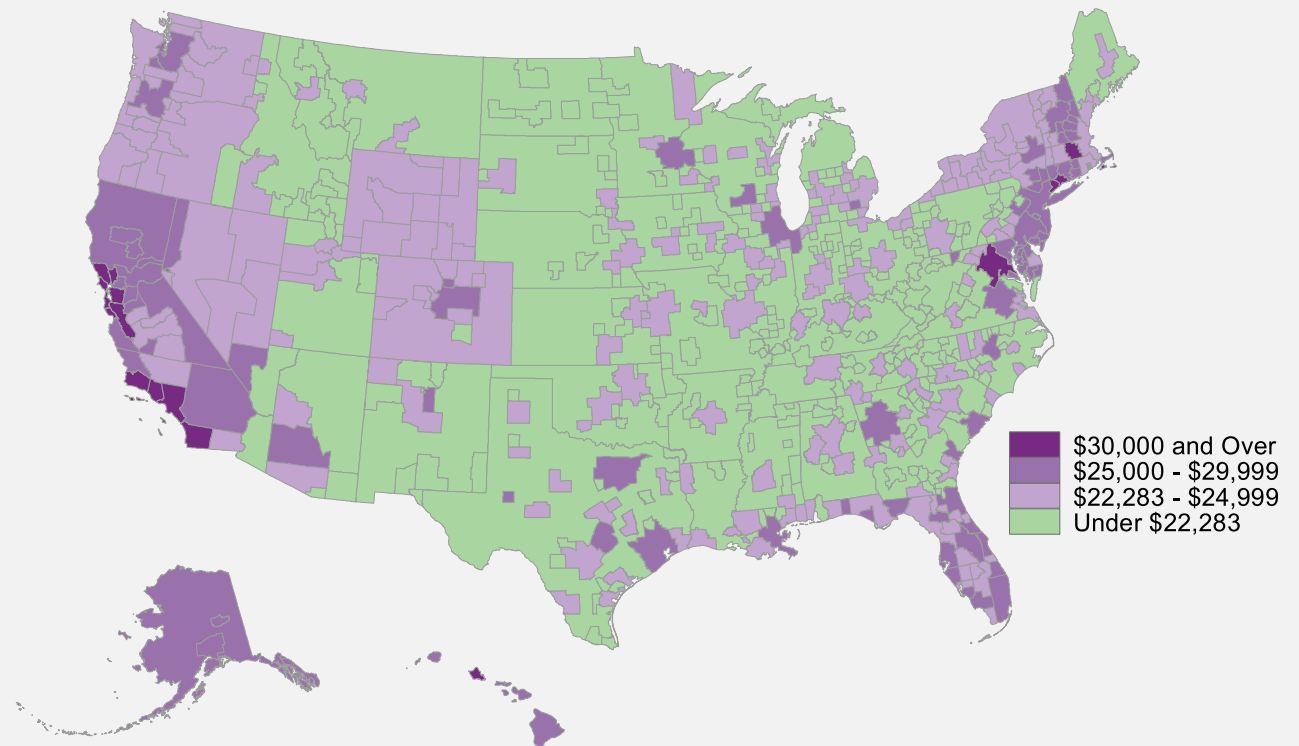 $30,000 and Over
$25,000 - $29,999
$22,283 - $24,999
Under $22,283